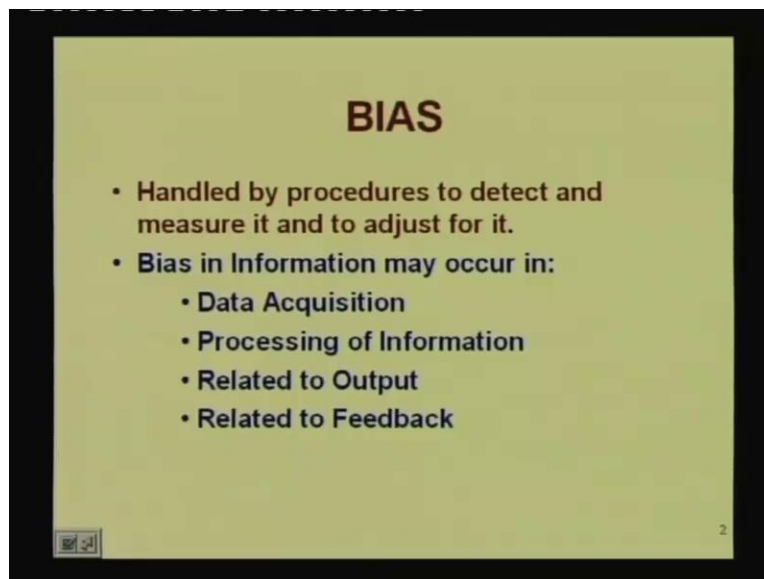 BIAS
• Handled by procedures to detect and
measure it and to adjust for it.
• Bias in Information may occur in:
• Data Acquisition
• Processing of Information
• Related to Output
• Related to Feedback
2